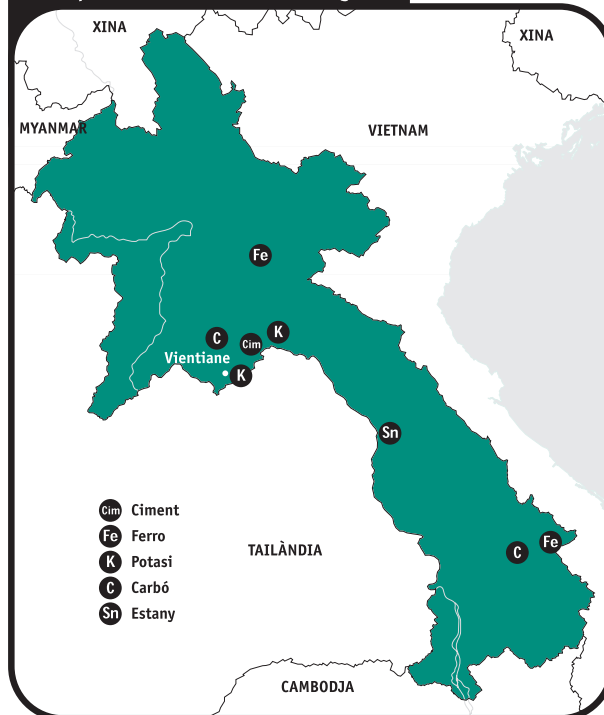 XINA
XINA
MYANMAR
VIETNAM
Fe
C
Cim
K
Vientiane
K
Sn
Cim Ciment
Fe Ferro
K Potasi
C Carbó
Sn Estany
TAILÀNDIA
C
Fe
CAMBODJA